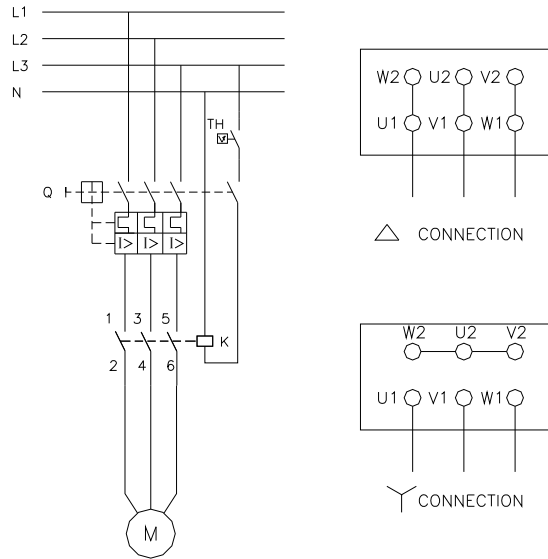 L1
L2
L3
N
TH
Q
I> I> I>
1 3 5
K
2 4 6
M
W2 U2 V2
U1 V1 W1
CONNECTION
W2 U2 V2
U1 V1 W1
CONNECTION